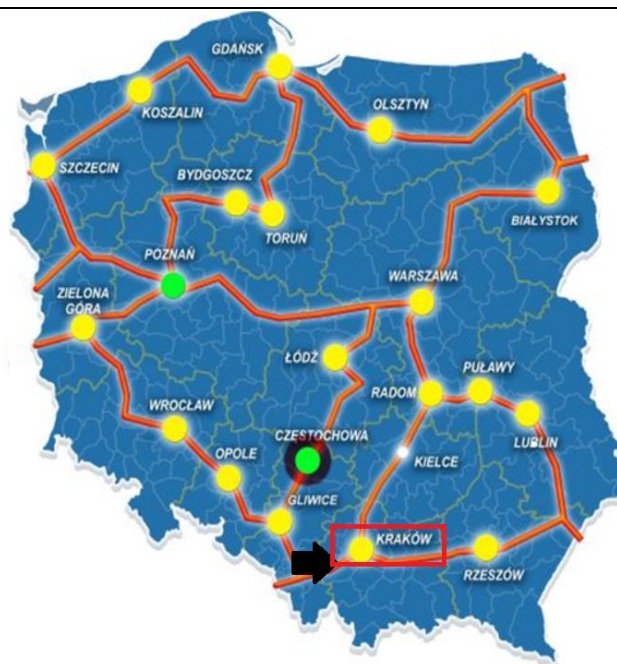 GDAŃSK
KOSZALIN
OLSZTYN
SZCZECIN
BYDGOSZCZ
TORUŃ
BIAŁYSTOK
POZNAŃ
WARSZAWA
ZIELONA
GÓRA
ŁÓDŹ
PUŁAWY
RADOM
WROCŁAW
CZĘSTOCHOWA
LUBLIN
OPOLE
KIELCE
GLIWICE
KRAKÓW
RZESZÓW